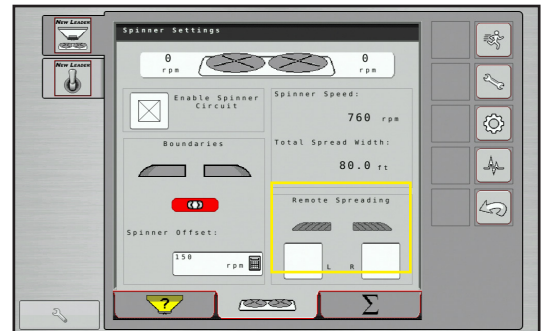 New Leader
Spinner Settings
0
rpm
0
rpm
New Leader
Enable Spinner
Circuit
Spinner Speed:
760 rpm
Boundaries
Total Spread Width:
80.0 ft
Remote Spreading
Spinner Offset:
150
rpm
L R
?
Σ